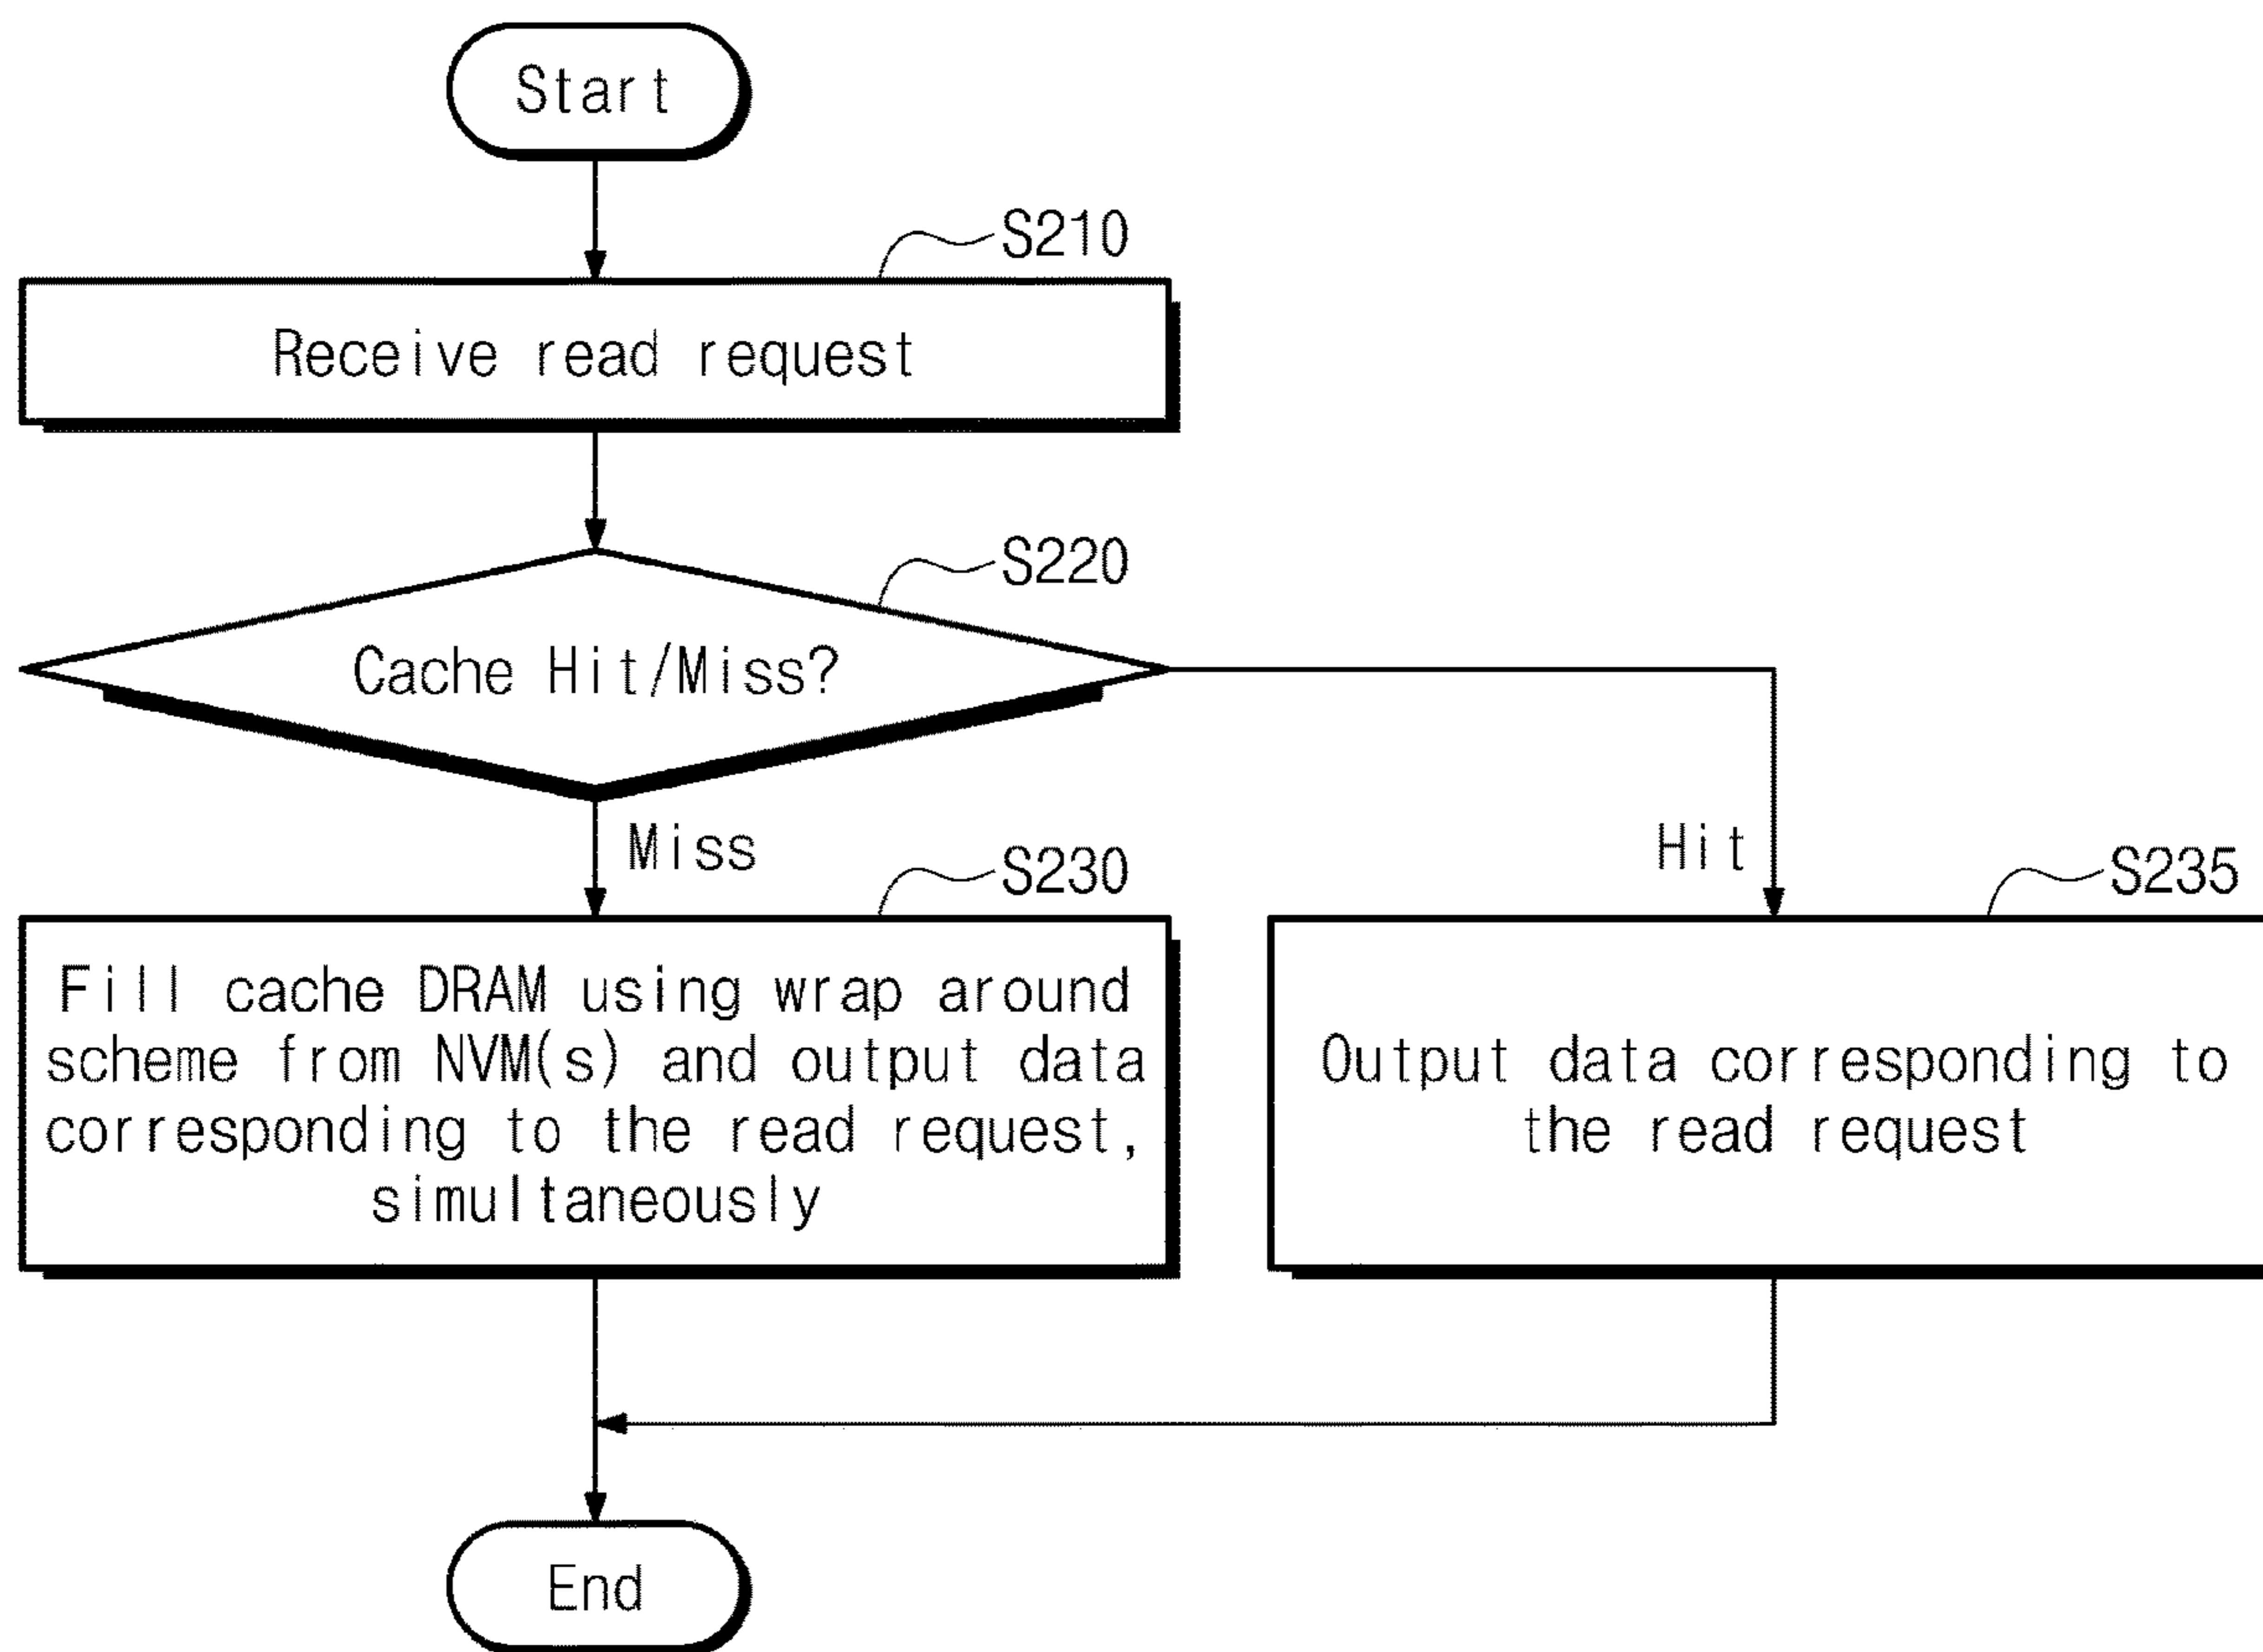 Start
S210
Receive read request
S220
Cache Hit/Miss?
Miss
Hit
S230
S235
Fill cache DRAM using wrap around
scheme from NVM(s) and output data
corresponding to the read request,
simultaneously
Output data corresponding to
the read request
End